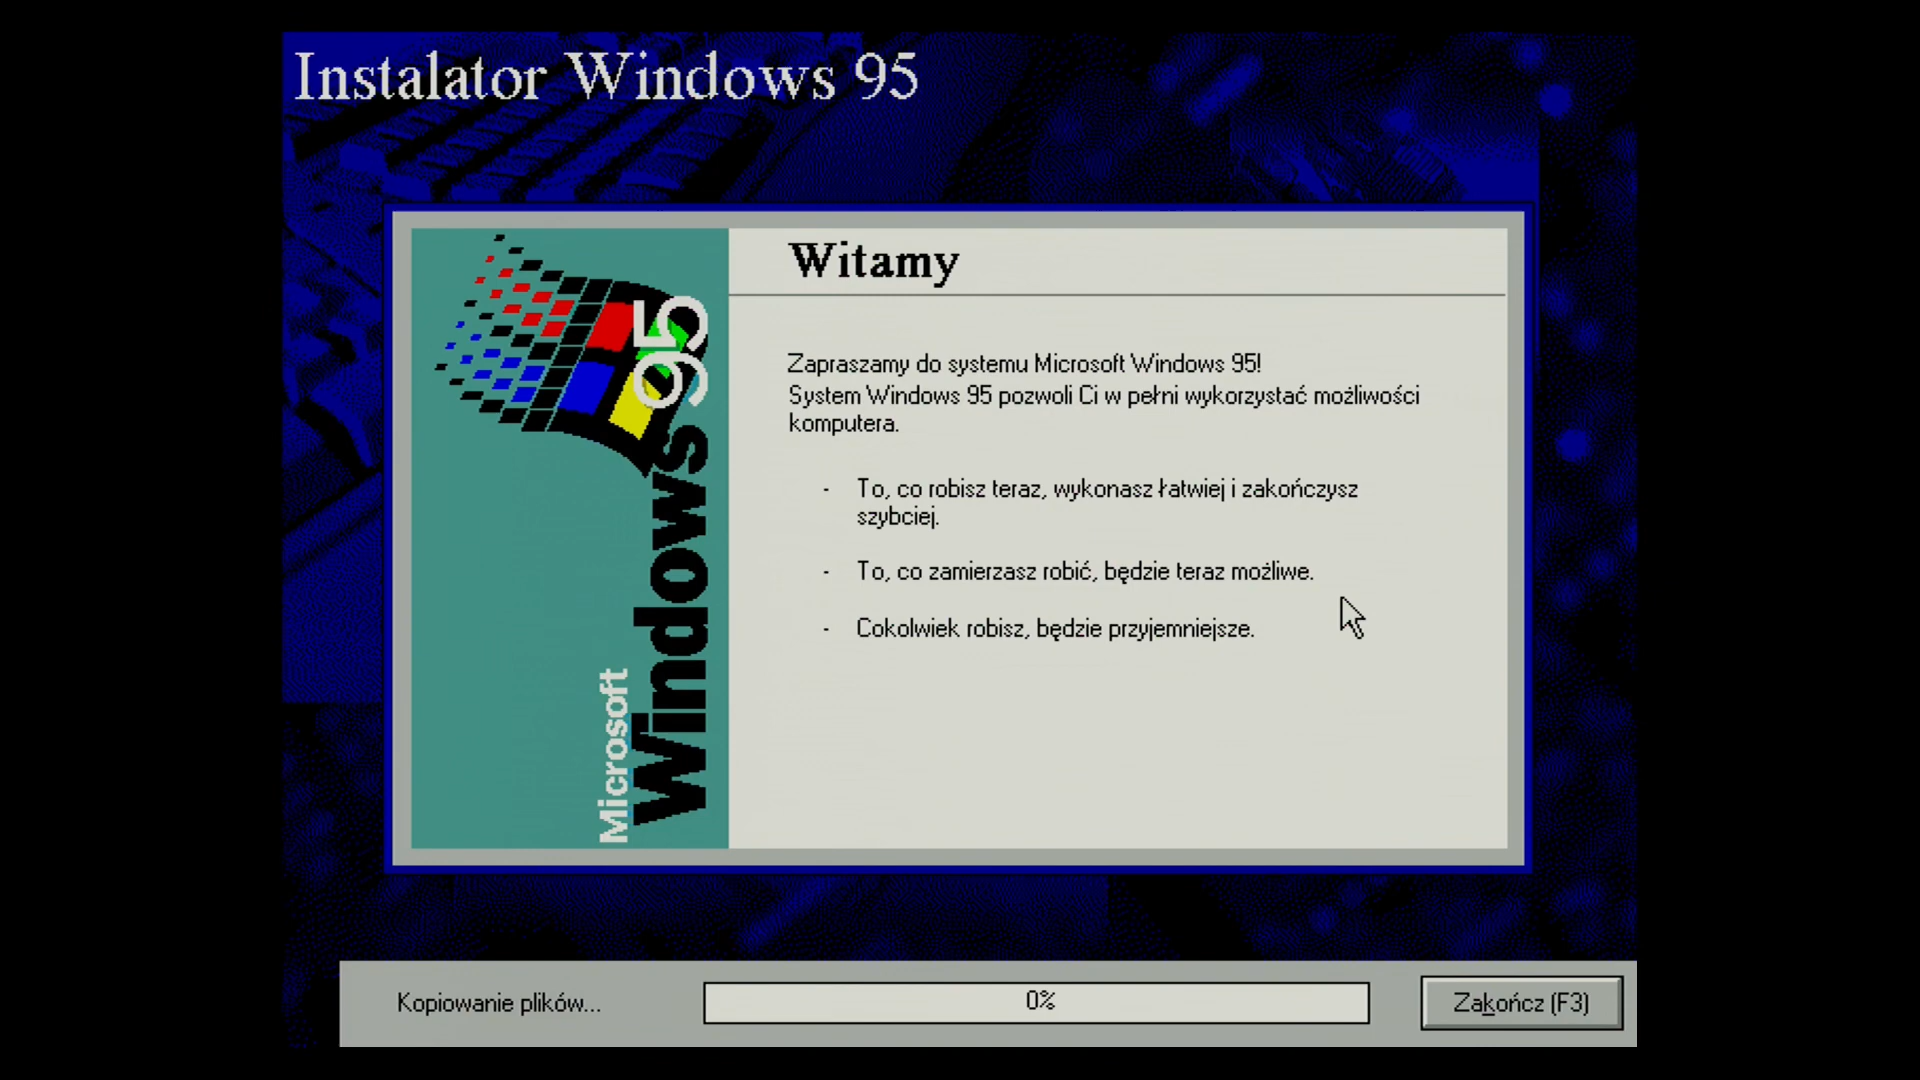 Instalator Windows 95
Microsoft
Windows 95
Witamy
Zapraszamy do systemu Microsoft Windows 95!
System Windows 95 pozwoli Ci w pełni wykorzystać możliwości
komputera.
- To, co robisz teraz, wykonasz łatwiej i zakończysz
szybciej.
- To, co zamierzasz robić, będzie teraz możliwe.
- Cokolwiek robisz, będzie przyjemniejsze.
Kopiowanie plików...
0%
Zakończ (F3)